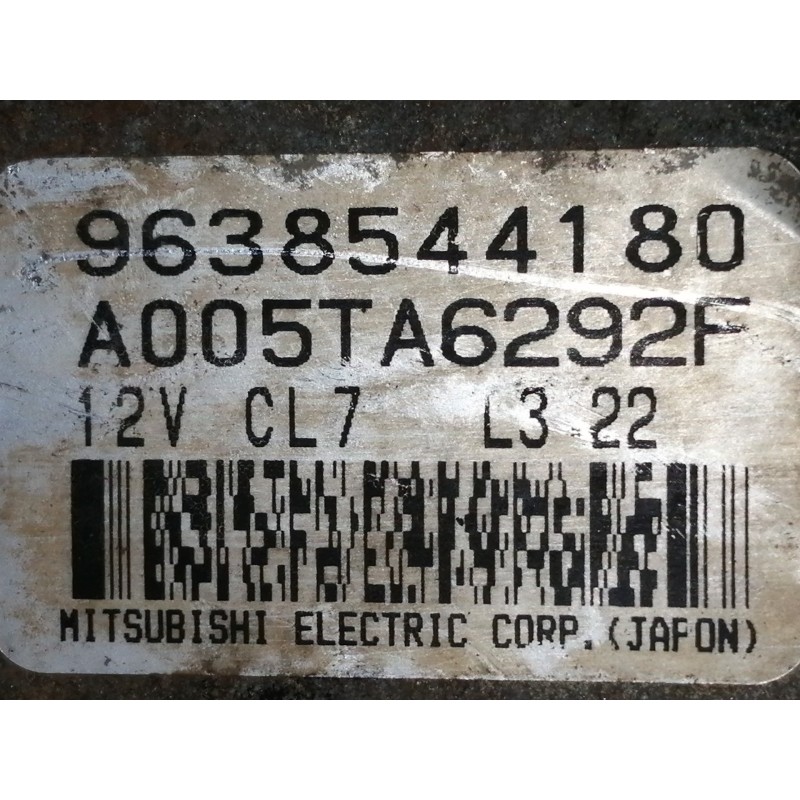 9638544180
A005TA6292F
12V CL7 L3 22
MITSUBISHI ELECTRIC CORP.(JAPON)